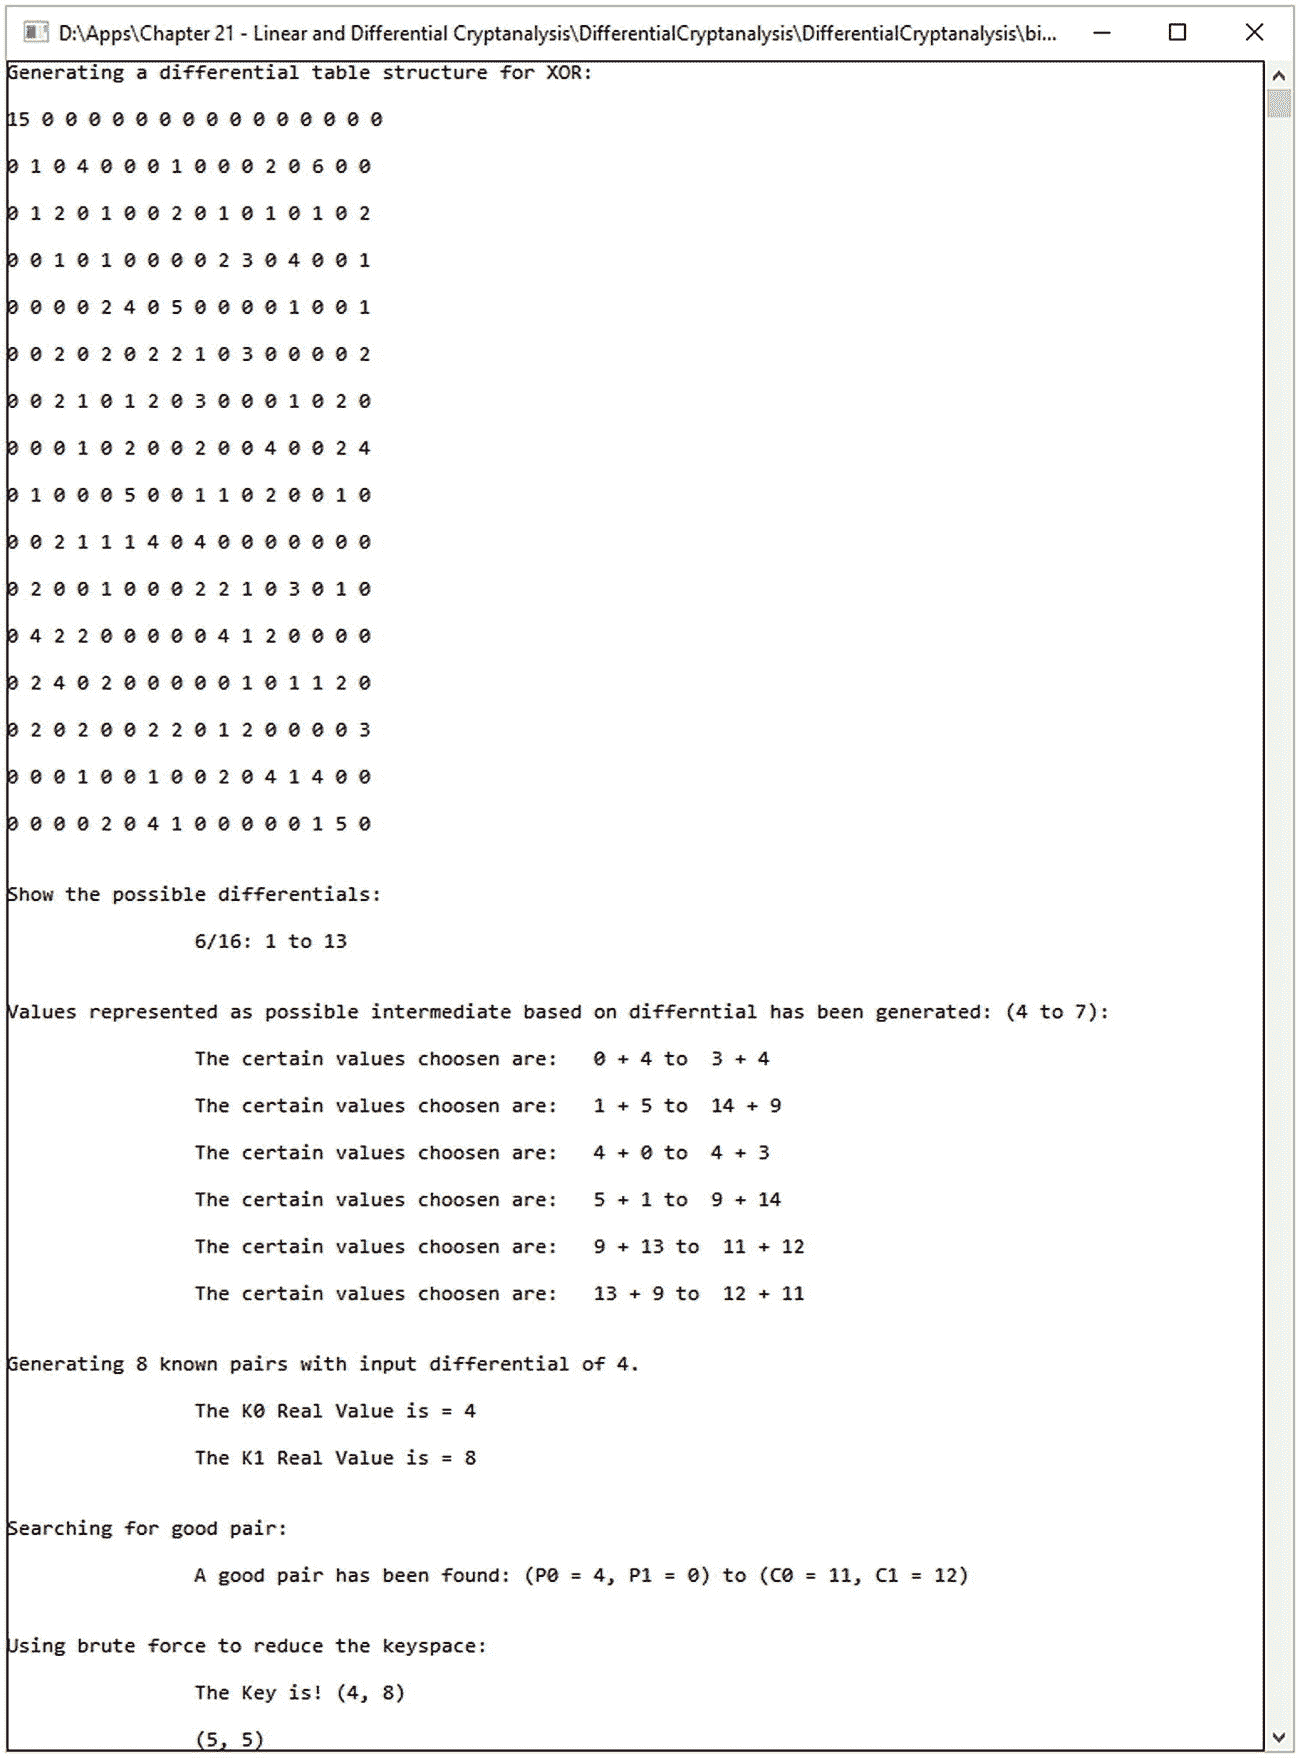 D:\Apps\Chapter 21 - Linear and Differential Cryptanalysis\DifferentialCryptanalysis\DifferentialCryptanalysis\bi...
Generating a differential table structure for XOR:
15 0 0 0 0 0 0 0 0 0 0 0 0 0 0 0
0 1 0 4 0 0 0 1 0 0 0 2 0 6 0 0
0 1 2 0 1 0 0 2 0 1 0 1 0 1 0 2
0 0 1 0 1 0 0 0 0 2 3 0 4 0 0 1
0 0 0 0 2 4 0 5 0 0 0 0 1 0 0 1
0 0 2 0 2 0 2 2 1 0 3 0 0 0 0 2
0 0 2 1 0 1 2 0 3 0 0 0 1 0 2 0
0 0 0 1 0 2 0 0 2 0 0 4 0 0 2 4
0 1 0 0 0 5 0 0 1 1 0 2 0 0 1 0
0 0 2 1 1 1 4 0 4 0 0 0 0 0 0 0
0 2 0 0 1 0 0 0 2 2 1 0 3 0 1 0
0 4 2 2 0 0 0 0 0 4 1 2 0 0 0 0
0 2 4 0 2 0 0 0 0 0 1 0 1 1 2 0
0 2 0 2 0 0 2 2 0 1 2 0 0 0 0 3
0 0 0 1 0 0 1 0 0 2 0 4 1 4 0 0
0 0 0 0 2 0 4 1 0 0 0 0 0 1 5 0
Show the possible differentials:
6/16: 1 to 13
Values represented as possible intermediate based on differntial has been generated: (4 to 7):
The certain values choosen are: 0 + 4 to 3 + 4
The certain values choosen are: 1 + 5 to 14 + 9
The certain values choosen are: 4 + 0 to 4 + 3
The certain values choosen are: 5 + 1 to 9 + 14
The certain values choosen are: 9 + 13 to 11 + 12
The certain values choosen are: 13 + 9 to 12 + 11
Generating 8 known pairs with input differential of 4.
The K0 Real Value is = 4
The K1 Real Value is = 8
Searching for good pair:
A good pair has been found: (P0 = 4, P1 = 0) to (C0 = 11, C1 = 12)
Using brute force to reduce the keyspace:
The Key is! (4, 8)
(5, 5)